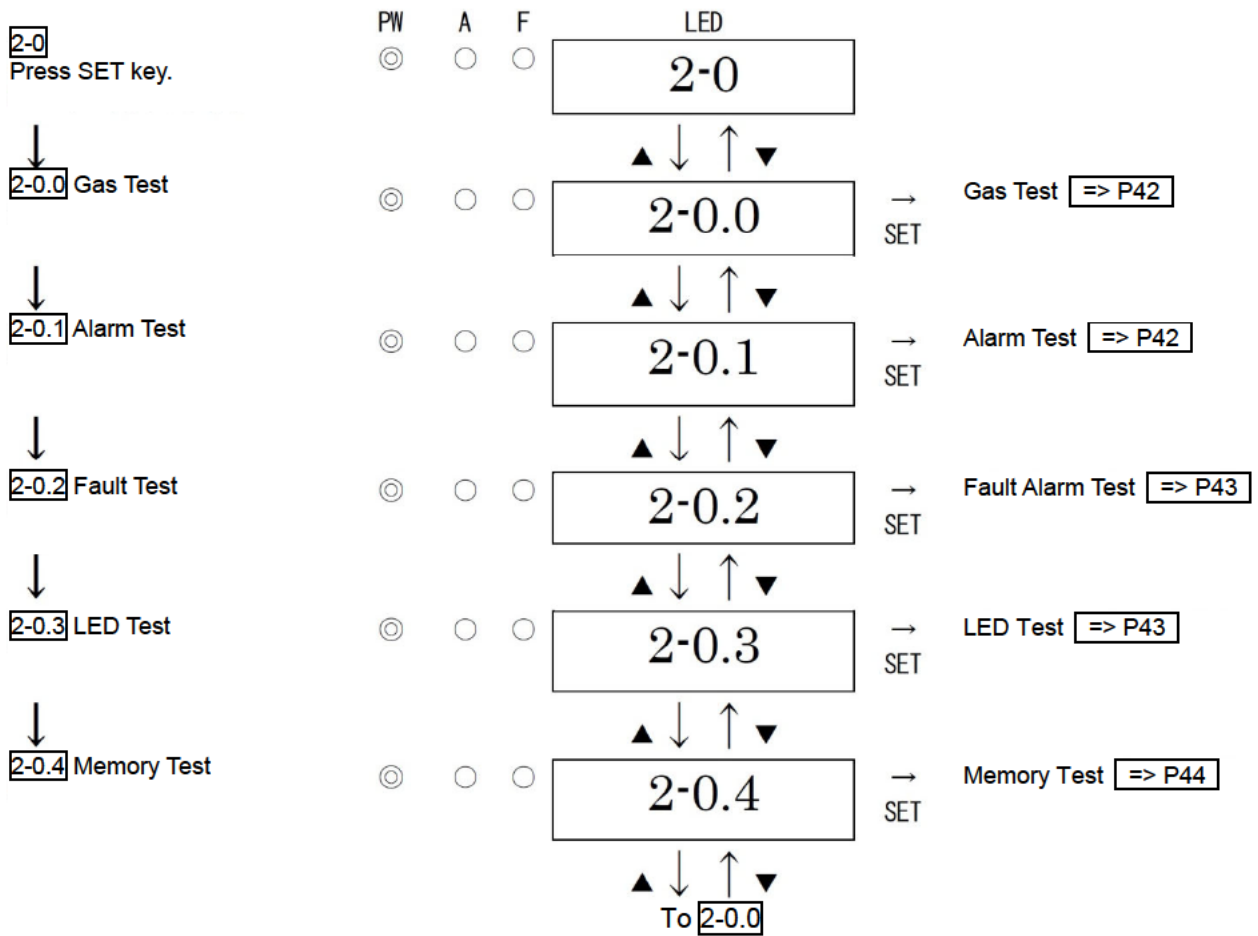 PW A F LED
2-0
Press SET key.
2-0
▲ ↓ ↑ ▼
↓
2-0.0 Gas Test
2-0.0
→
SET
Gas Test => P42
▲ ↓ ↑ ▼
↓
2-0.1 Alarm Test
2-0.1
→
SET
Alarm Test => P42
▲ ↓ ↑ ▼
↓
2-0.2 Fault Test
2-0.2
→
SET
Fault Alarm Test => P43
▲ ↓ ↑ ▼
↓
2-0.3 LED Test
2-0.3
→
SET
LED Test => P43
▲ ↓ ↑ ▼
↓
2-0.4 Memory Test
2-0.4
→
SET
Memory Test => P44
▲ ↓ ↑ ▼
To 2-0.0